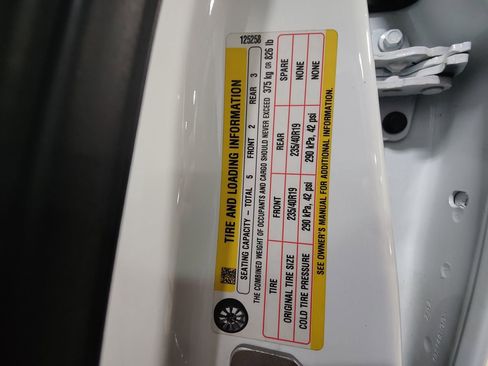 125258
TIRE AND LOADING INFORMATION
SEATING CAPACITY – TOTAL 5 FRONT 2 REAR 3
THE COMBINED WEIGHT OF OCCUPANTS AND CARGO SHOULD NEVER EXCEED 375 kg OR 826 lb
TIRE FRONT REAR SPARE
ORIGINAL TIRE SIZE 235/40R19 235/40R19 NONE
COLD TIRE PRESSURE 290 kPa, 42 psi 290 kPa, 42 psi NONE
SEE OWNER'S MANUAL FOR ADDITIONAL INFORMATION.